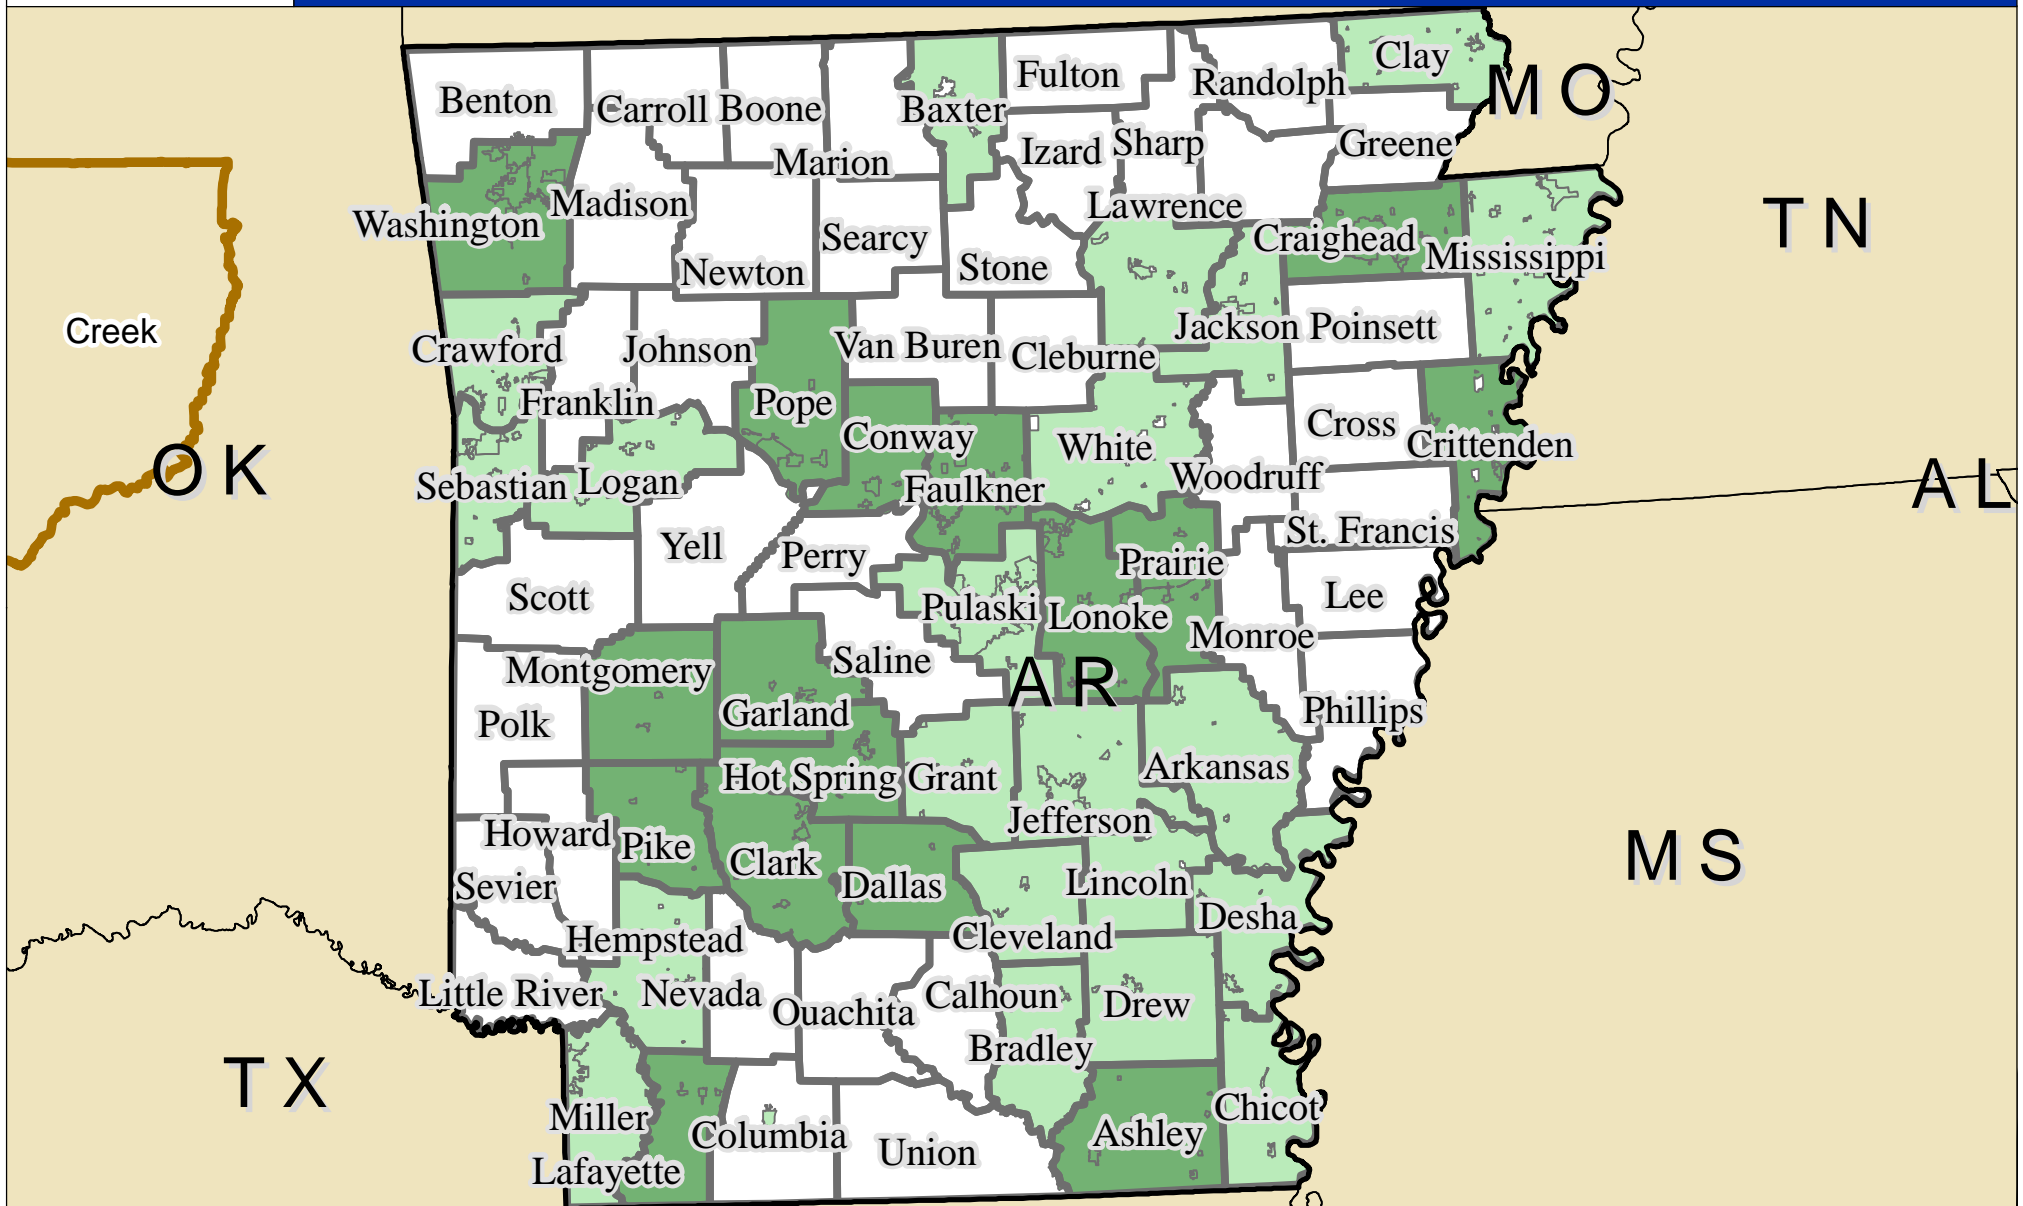 Clay
Fulton
Randolph
MO
Benton
Carroll
Boone
Baxter
Izard
Sharp
Greene
Marion
Madison
Lawrence
Washington
TN
Searcy
Craighead
Mississippi
Newton
Stone
Creek
Jackson
Poinsett
Crawford
Johnson
Van Buren
Cleburne
Franklin
Pope
Conway
White
Cross
Crittenden
OK
Sebastian
Logan
Faulkner
Woodruff
AL
Yell
Perry
St. Francis
Prairie
Scott
Pulaski
Lonoke
Lee
Monroe
Montgomery
Saline
AR
Polk
Garland
Phillips
Hot Spring
Grant
Arkansas
Jefferson
Howard
Pike
Clark
MS
Sevier
Dallas
Lincoln
Desha
Hempstead
Cleveland
Little River
Nevada
Ouachita
Calhoun
Drew
Bradley
TX
Miller
Columbia
Chicot
Ashley
Union
Lafayette